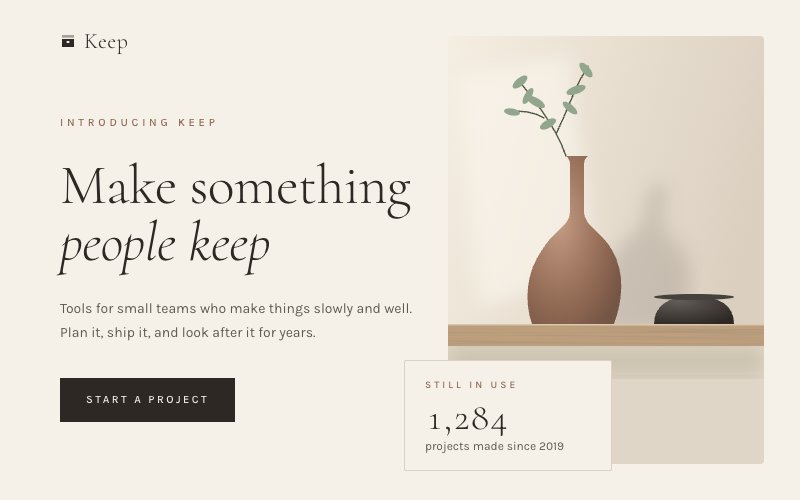 Keep
INTRODUCING KEEP
Make something
people keep
Tools for small teams who make things slowly and well.
Plan it, ship it, and look after it for years.
START A PROJECT
STILL IN USE
1,284
projects made since 2019